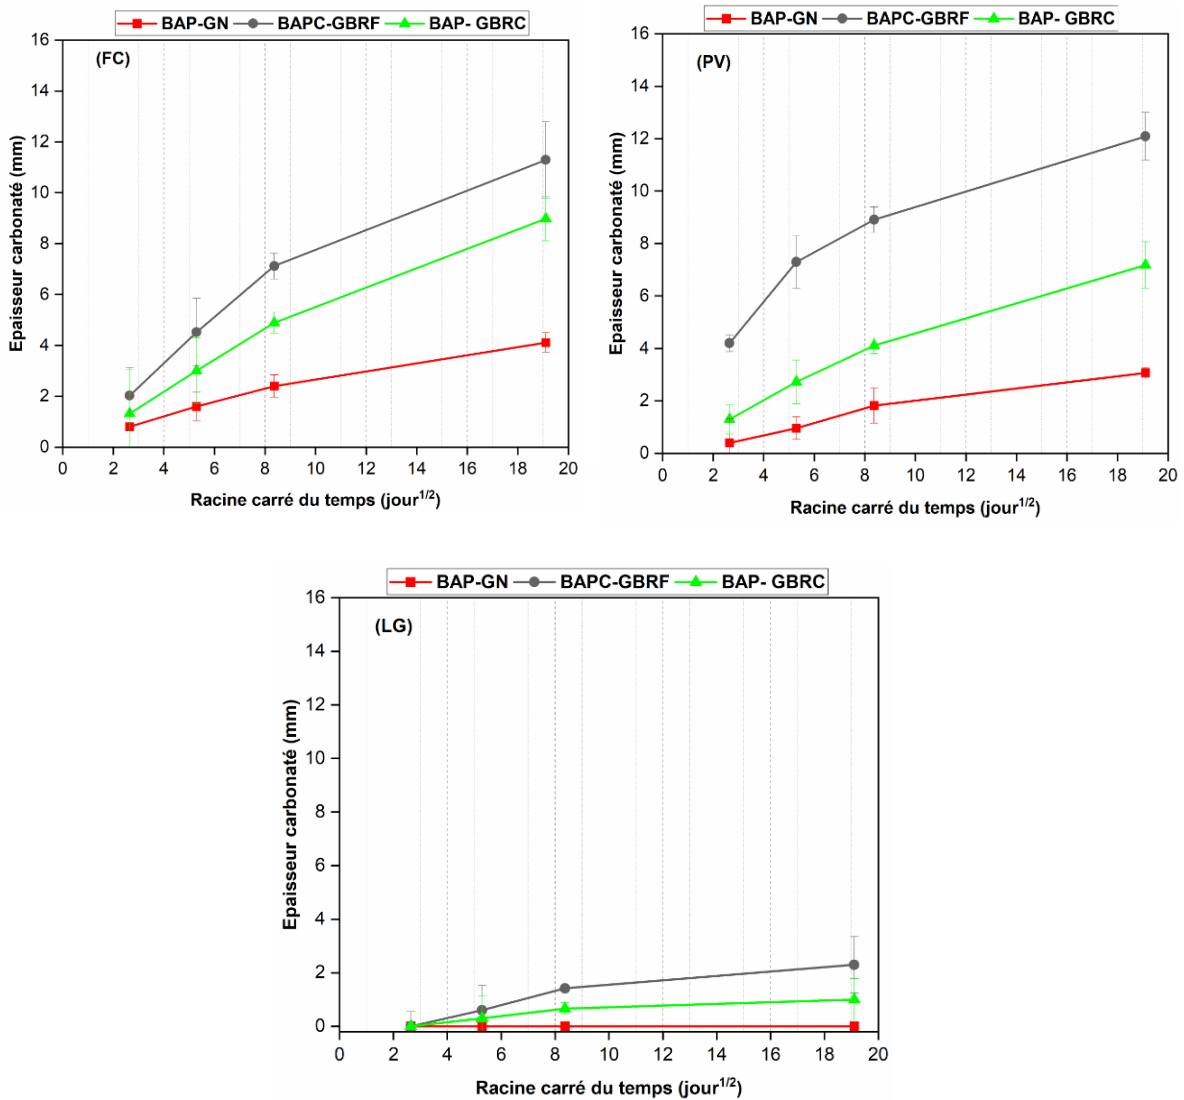 BAP-GN BAPC-GBRF BAP- GBRC
(FC)
16
14
12
10
8
6
4
2
0
Epaisseur carbonaté (mm)
0 2 4 6 8 10 12 14 16 18 20
Racine carré du temps (jour1/2)
BAP-GN BAPC-GBRF BAP- GBRC
(PV)
16
14
12
10
8
6
4
2
0
Epaisseur carbonaté (mm)
0 2 4 6 8 10 12 14 16 18 20
Racine carré du temps (jour1/2)
BAP-GN BAPC-GBRF BAP- GBRC
(LG)
16
14
12
10
8
6
4
2
0
Epaisseur carbonaté (mm)
0 2 4 6 8 10 12 14 16 18 20
Racine carré du temps (jour1/2)